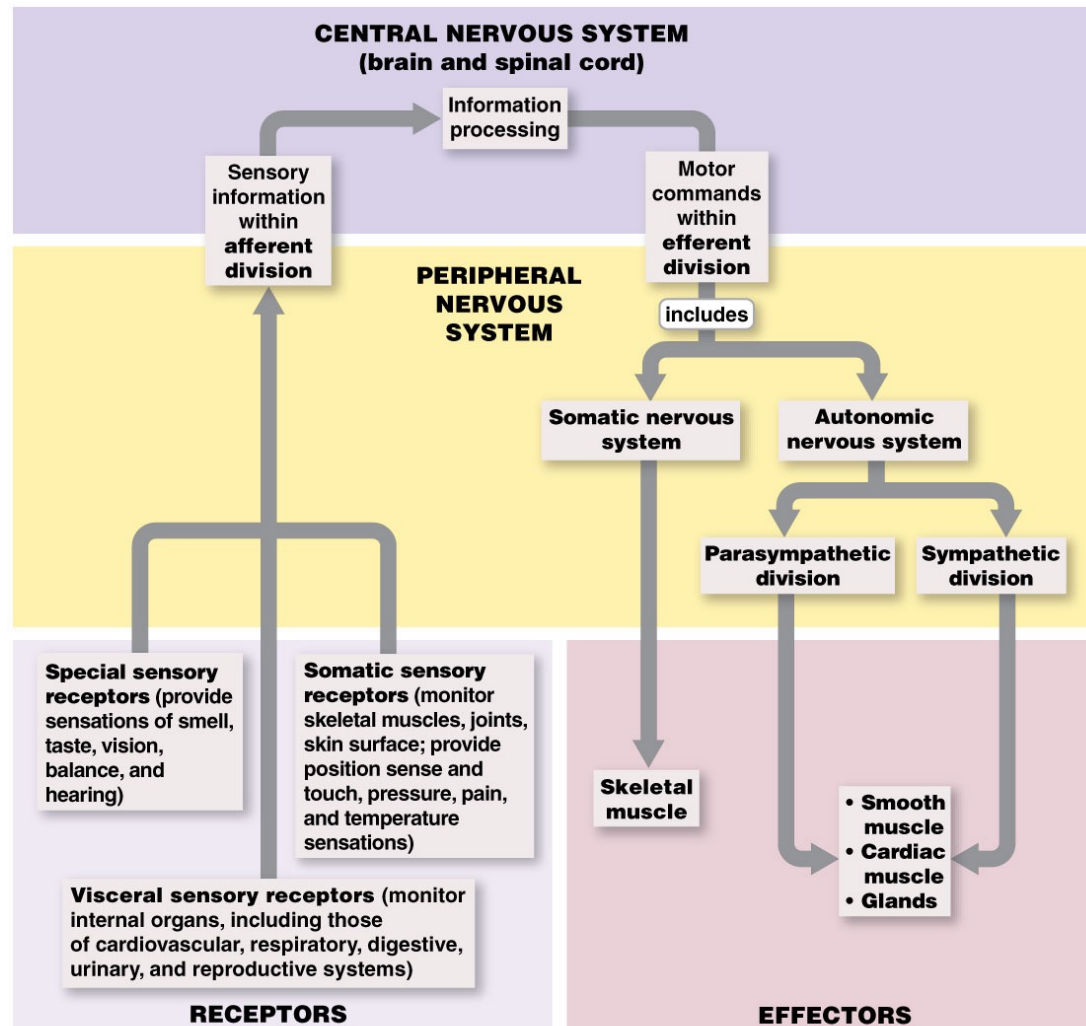 CENTRAL NERVOUS SYSTEM
(brain and spinal cord)
Information
processing
Sensory
information
within
afferent
division
Motor
commands
within
efferent
division
PERIPHERAL
NERVOUS
SYSTEM
includes
Somatic nervous
system
Autonomic
nervous system
Parasympathetic
division
Sympathetic
division
Special sensory
receptors (provide
sensations of smell,
taste, vision,
balance, and
hearing)
Somatic sensory
receptors (monitor
skeletal muscles, joints,
skin surface; provide
position sense and
touch, pressure, pain,
and temperature
sensations)
Visceral sensory receptors (monitor
internal organs, including those
of cardiovascular, respiratory, digestive,
urinary, and reproductive systems)
RECEPTORS
Skeletal
muscle
• Smooth
muscle
• Cardiac
muscle
• Glands
EFFECTORS